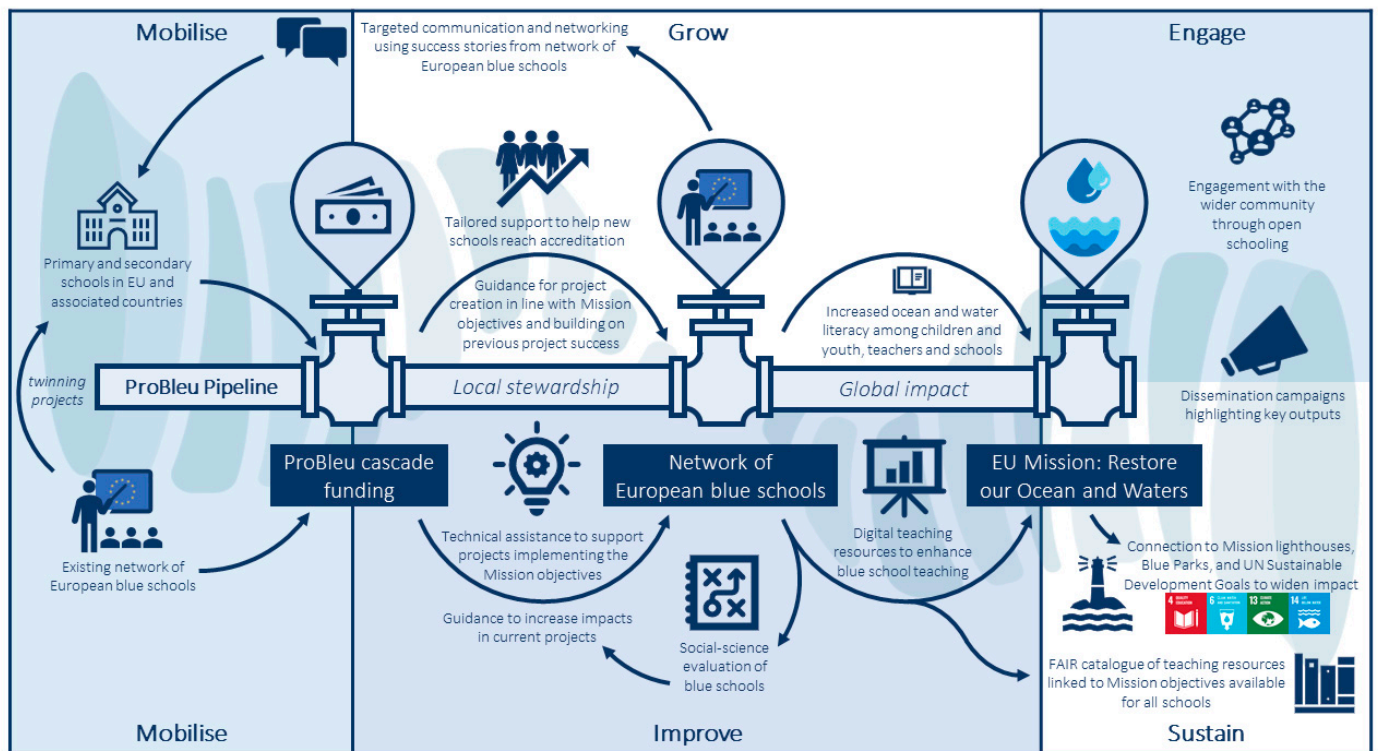 Mobilise
Grow
Engage
Targeted communication and networking
using success stories from network of
European blue schools
Primary and secondary
schools in EU and
associated countries
Tailored support to help new
schools reach accreditation
Guidance for project
creation in line with Mission
objectives and building on
previous project success
Increased ocean and water
literacy among children and
youth, teachers and schools
Engagement with the
wider community
through open
schooling
Dissemination campaigns
highlighting key outputs
twinning
projects
ProBleu Pipeline
Local stewardship
Global impact
ProBleu cascade
funding
Network of
European blue schools
EU Mission: Restore
our Ocean and Waters
Existing network of
European blue schools
Technical assistance to support
projects implementing the
Mission objectives
Guidance to increase impacts
in current projects
Social-science
evaluation of
blue schools
Digital teaching
resources to enhance
blue school teaching
Connection to Mission lighthouses,
Blue Parks, and UN Sustainable
Development Goals to widen impact
4 QUALITY EDUCATION
6
13 CLIMATE ACTION
14
FAIR catalogue of teaching resources
linked to Mission objectives available
for all schools
Mobilise
Improve
Sustain